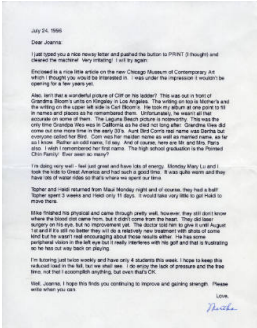 July 24, 1996
Dear Joanna:
I just typed you a nice newsy letter and pushed the button to PRINT (I thought) and
cleared the machine! Very irritating! I will try again.
Enclosed is a nice little article on the new Chicago Museum of Contemporary Art
which I thought you would be interested in. I was under the impression it wouldn't be
opening for a few years yet.
Also, isn't that a wonderful picture of Cliff on his ladder? This was out in front of
Grandma Bloom's units on Kingsley in Los Angeles. The writing on top is Mother's and
the writing on the upper left side is Cliff Bloom's. He took my album at one point to fill
in names and places as he remembered them. Unfortunately, he wasn't all that
accurate on some of them. The Laguna Beach picture is noteworthy. This was the
only time Grandpa Wes was in California as he died not long after. Grandma Wes did
come out one more time in the early 30's. Aunt Bird Corris real name was Bertha but
everyone called her Bird. Corn was her maiden name as well as married name, as far
as I know. Rather an odd name, I'd say. And of course, here are Mr. and Mrs. Paris
also. I wish I remembered her first name. The high school graduation is the Permed
Chin Family! Ever seen so many?
I'm doing very well - feel just great and have lots of energy. Monday Mary Lu and I
took the kids to Great America and had such a good time. It was quite warm and they
have lots of water rides so that's where we spent our time.
Topher and Heidi returned from Maui Monday night and of course, they had a ball!
Topher spent 3 weeks and Heidi only 11 days. It would take very little to get Heidi to
move there.
Mike finished his physical and came through pretty well, however, they still don't know
where the blood clot came from, but it didn't come from the heart. They did laser
surgery on his eye, but no improvement yet. The doctor told him to give it until August
1st and if it's still no better they will do a relatively new treatment with shots of some
kind but he wasn't real encouraging about those results either. He has some
peripheral vision in the left eye but it really interferes with his golf and that is frustrating
so he has out way back on playing.
I'm tutoring just twice weekly and have only 4 students this week. I hope to keep this
reduced load in the fall, but we shall see. I do enjoy the lack of pressure and the free
time, not that I accomplish anything, but even that's OK.
Well, Joanna, I hope this finds you continuing to improve and gaining strength. Please
write when you can.
Love,
Martha